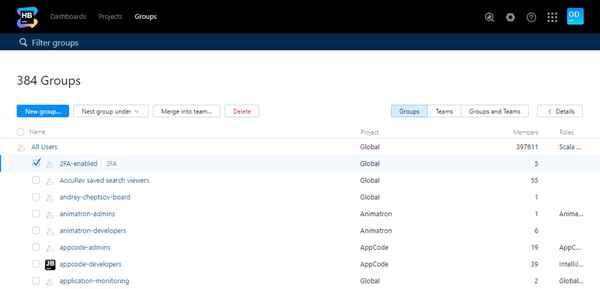 HB
Dashboards Projects Groups OD
Filter groups
384 Groups
New group... Nest group under Merge into team... Delete Groups Teams Groups and Teams Details
Name Project Members Roles
All Users Global 397611 Scala ...
2FA-enabled 2FA Global 5
AccuRev saved search viewers Global 55
andrey-cheptsov-board Global 1
animatron-admins Animatron 1 Anima...
animatron-developers Animatron 6
appcode-admins AppCode 19 AppC...
JB appcode-developers AppCode 39 IntelliJ...
application-monitoring Global 2 Global...